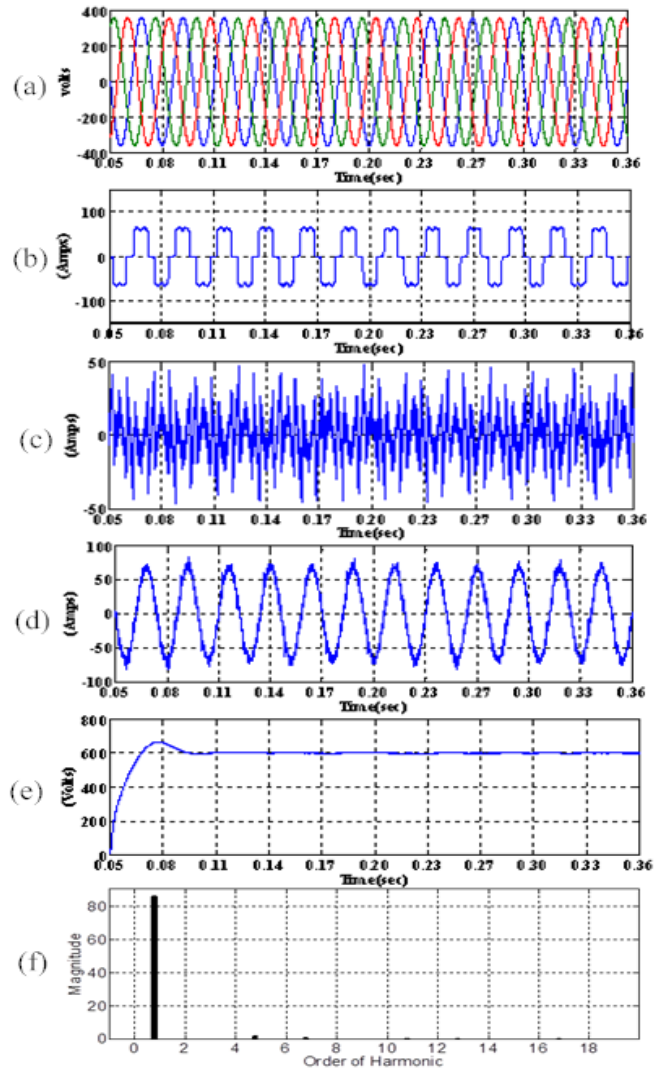 (a)
volts
400
200
0
-200
-400
0.05 0.08 0.11 0.14 0.17 0.20 0.23 0.27 0.30 0.33 0.36
Time(sec)
(b)
(Amps)
100
0
-100
0.05 0.08 0.11 0.14 0.17 0.20 0.23 0.27 0.30 0.33 0.36
Time(sec)
(c)
(Amps)
50
0
-50
0.05 0.08 0.11 0.14 0.17 0.20 0.23 0.27 0.30 0.33 0.36
Time(sec)
(d)
(Amps)
100
50
0
-50
-100
0.05 0.08 0.11 0.14 0.17 0.20 0.23 0.27 0.30 0.33 0.36
Time(sec)
(e)
(Volts)
800
600
400
200
0
0.05 0.08 0.11 0.14 0.17 0.20 0.23 0.27 0.30 0.33 0.36
Time(sec)
(f)
Magnitude
80
60
40
20
0
0 2 4 6 8 10 12 14 16 18
Order of Harmonic